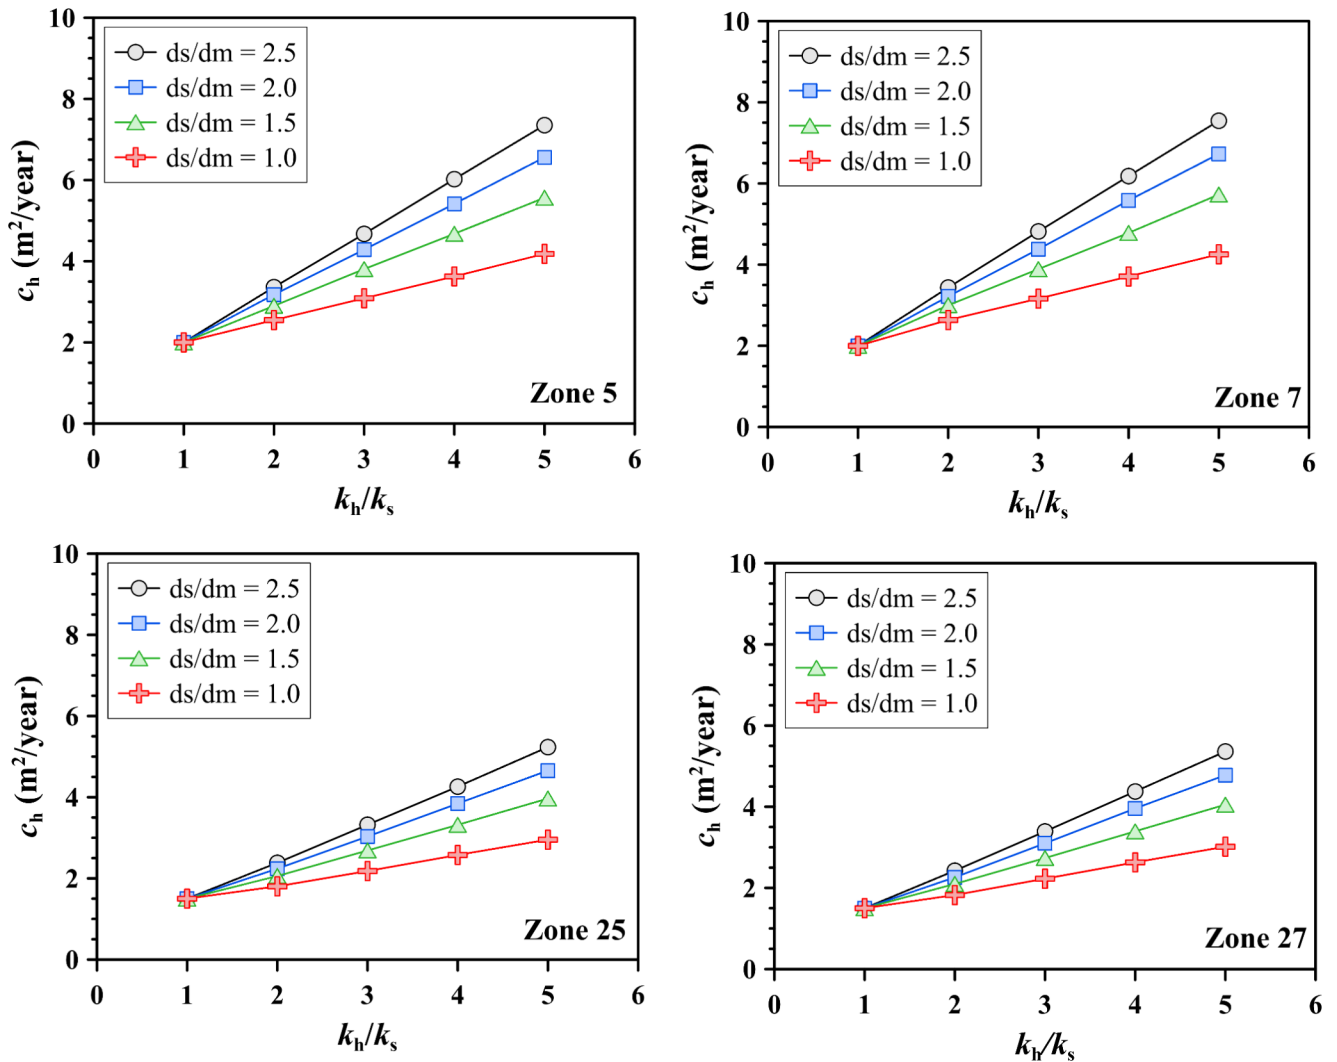 10
8
6
4
2
0
c_h (m²/year)
ds/dm = 2.5
ds/dm = 2.0
ds/dm = 1.5
ds/dm = 1.0
Zone 5
0 1 2 3 4 5 6
k_h/k_s
10
8
6
4
2
0
c_h (m²/year)
ds/dm = 2.5
ds/dm = 2.0
ds/dm = 1.5
ds/dm = 1.0
Zone 7
0 1 2 3 4 5 6
k_h/k_s
10
8
6
4
2
0
c_h (m²/year)
ds/dm = 2.5
ds/dm = 2.0
ds/dm = 1.5
ds/dm = 1.0
Zone 25
0 1 2 3 4 5 6
k_h/k_s
10
8
6
4
2
0
c_h (m²/year)
ds/dm = 2.5
ds/dm = 2.0
ds/dm = 1.5
ds/dm = 1.0
Zone 27
0 1 2 3 4 5 6
k_h/k_s